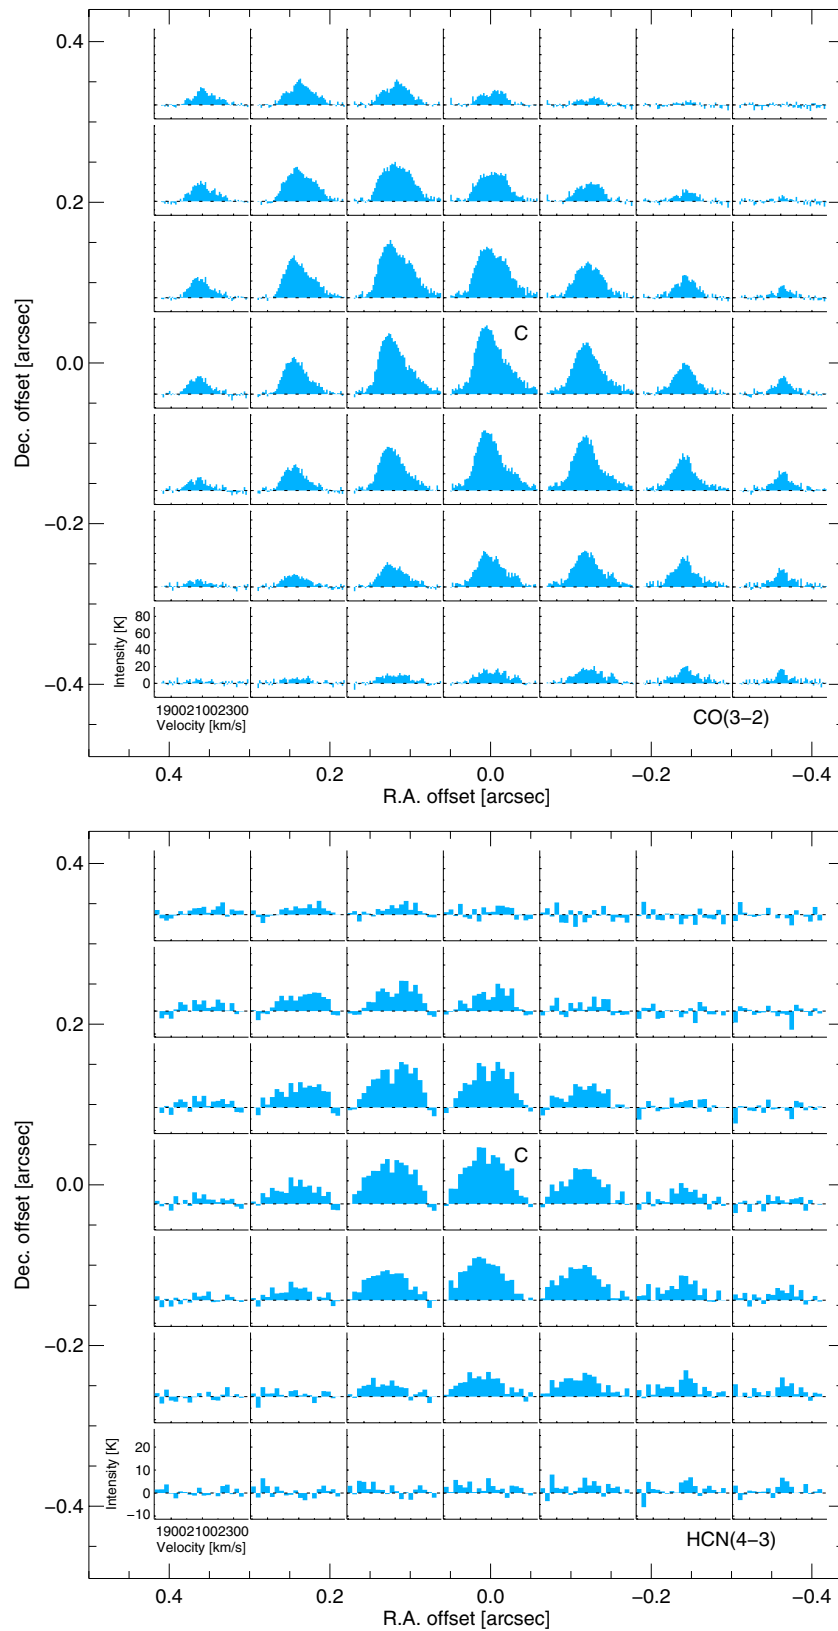 0.4
0.2
0.0
−0.2
−0.4
Dec. offset [arcsec]
C
80
60
40
20
0
Intensity [K]
190021002300
Velocity [km/s]
CO(3−2)
0.4 0.2 0.0 −0.2 −0.4
R.A. offset [arcsec]
0.4
0.2
0.0
−0.2
−0.4
Dec. offset [arcsec]
C
20
10
0
−10
Intensity [K]
190021002300
Velocity [km/s]
HCN(4−3)
0.4 0.2 0.0 −0.2 −0.4
R.A. offset [arcsec]